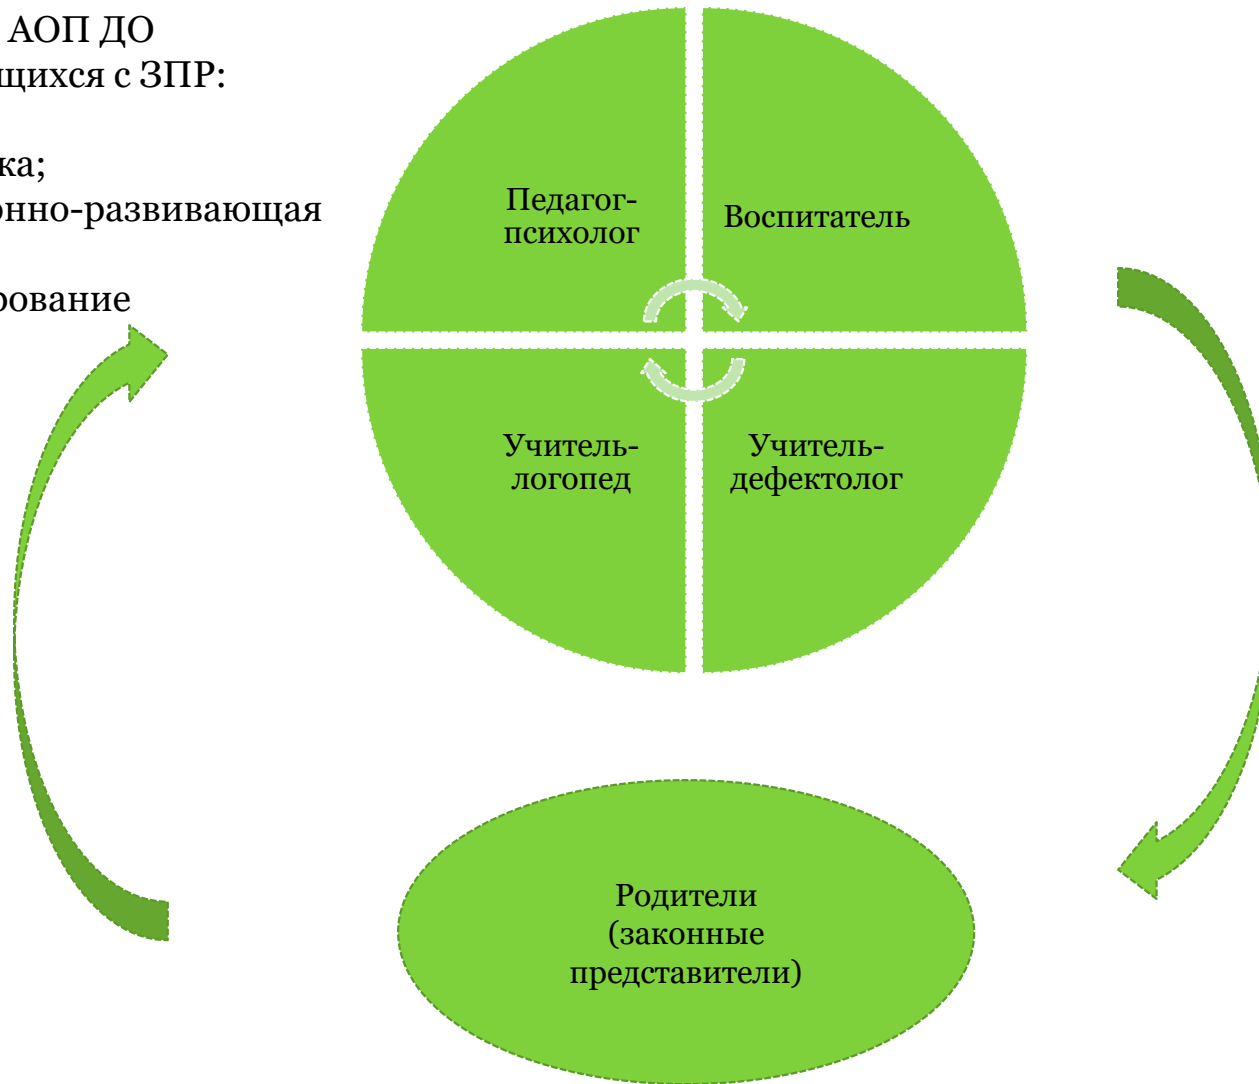 АОП ДО
щихся с ЗПР:
ка;
онно-развивающая
рование
Педагог-
психолог
Воспитатель
Учитель-
логопед
Учитель-
дефектолог
Родители
(законные
представители)